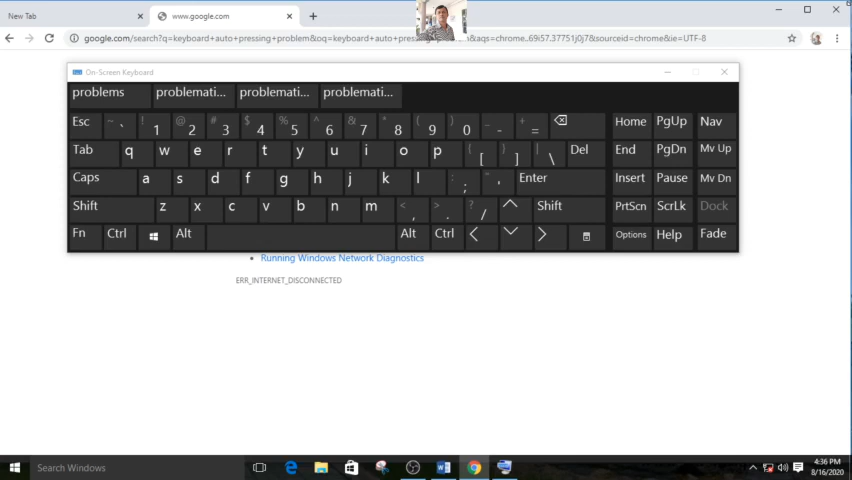 New Tab
www.google.com
google.com/search?q=keyboard+auto+pressing+problem&oq=keyboard+auto+pressing+pr
m&aqs=chrome..69i57.37751j0j7&sourceid=chrome&ie=UTF-8
On-Screen Keyboard
problems problemati... problemati... problemati...
Esc ~ ` ! 1 @ 2 # 3 $ 4 % 5 ^ 6 & 7 * 8 ( 9 ) 0 _ - + = Home PgUp Nav
Tab q w e r t y u i o p { [ } ] | \ Del End PgDn Mv Up
Caps a s d f g h j k l : ; " ' Enter Insert Pause Mv Dn
Shift z x c v b n m < , > . ? / Shift PrtScn ScrLk Dock
Fn Ctrl Alt Alt Ctrl Options Help Fade
Running Windows Network Diagnostics
ERR_INTERNET_DISCONNECTED
Search Windows
4:36 PM
8/16/2020